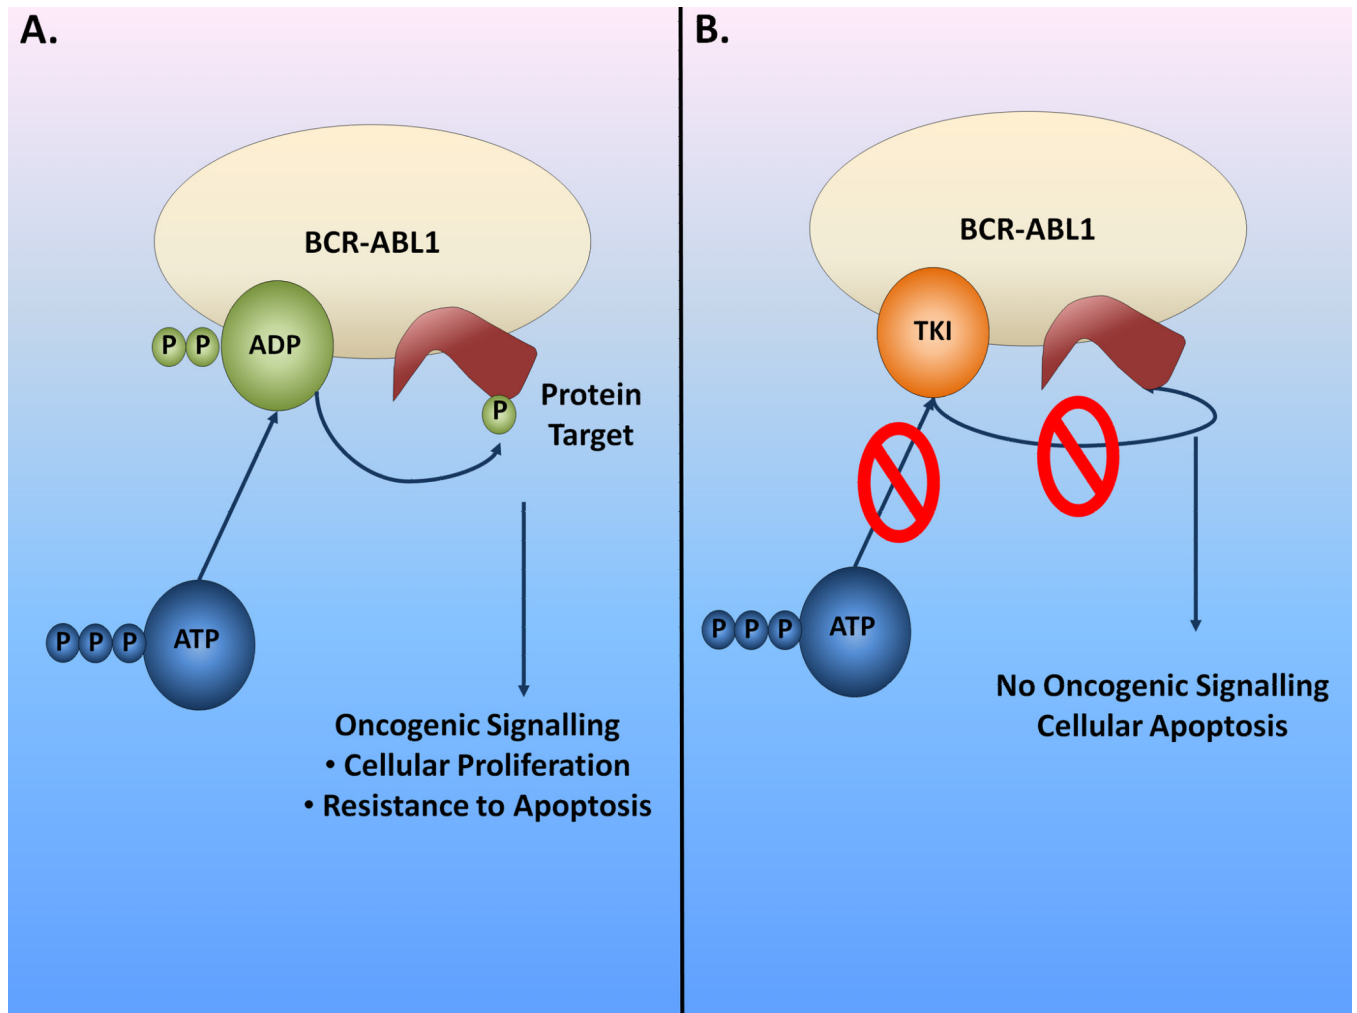 A.
BCR-ABL1
P P ADP
P
Protein
Target
P P P ATP
Oncogenic Signalling
• Cellular Proliferation
• Resistance to Apoptosis
B.
BCR-ABL1
TKI
P P P ATP
No Oncogenic Signalling
Cellular Apoptosis